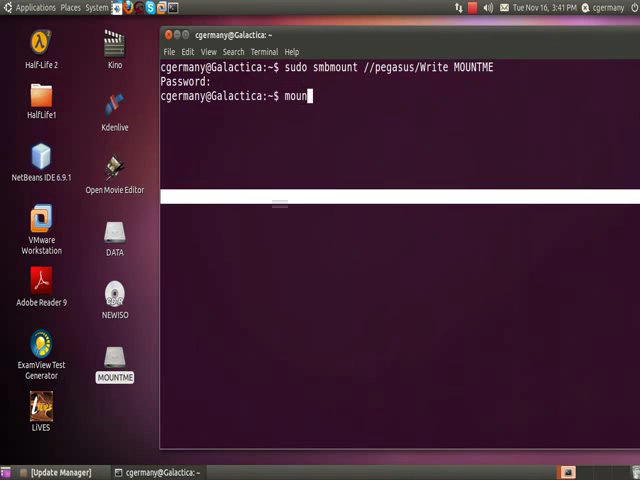 Applications Places System
Tue Nov 16, 3:41 PM
cgermany
cgermany@Galactica: ~
File Edit View Search Terminal Help
cgermany@Galactica:~$ sudo smbmount //pegasus/Write MOUNTME
Password:
cgermany@Galactica:~$ moun
Half-Life 2
Kino
HalfLife1
Kdenlive
NetBeans IDE 6.9.1
Open Movie Editor
VMware
Workstation
DATA
Adobe Reader 9
NEWISO
ExamView Test
Generator
MOUNTME
LiVES
[Update Manager]
cgermany@Galactica: ~